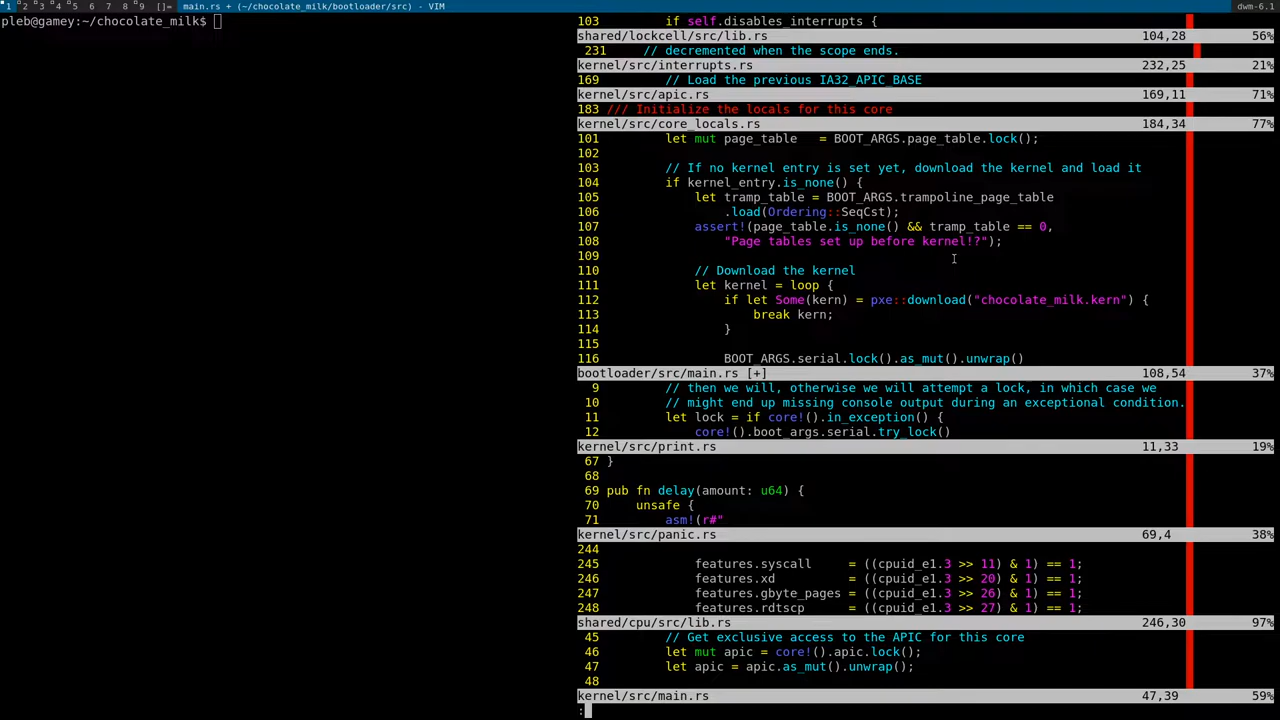 1 2 3 4 5 6 7 8 9 []= main.rs + (~/chocolate_milk/bootloader/src) - VIM dwm-6.1
pleb@gamey:~/chocolate_milk$
103         if self.disables_interrupts {
shared/lockcell/src/lib.rs 104,28 56%
231     // decremented when the scope ends.
kernel/src/interrupts.rs 232,25 21%
169         // Load the previous IA32_APIC_BASE
kernel/src/apic.rs 169,11 71%
183 /// Initialize the locals for this core
kernel/src/core_locals.rs 184,34 77%
101         let mut page_table   = BOOT_ARGS.page_table.lock();
102
103         // If no kernel entry is set yet, download the kernel and load it
104         if kernel_entry.is_none() {
105             let tramp_table = BOOT_ARGS.trampoline_page_table
106                 .load(Ordering::SeqCst);
107             assert!(page_table.is_none() && tramp_table == 0,
108                 "Page tables set up before kernel!?");
109
110             // Download the kernel
111             let kernel = loop {
112                 if let Some(kern) = pxe::download("chocolate_milk.kern") {
113                     break kern;
114                 }
115
116                 BOOT_ARGS.serial.lock().as_mut().unwrap()
bootloader/src/main.rs [+] 108,54 37%
9         // then we will, otherwise we will attempt a lock, in which case we
10         // might end up missing console output during an exceptional condition.
11         let lock = if core!().in_exception() {
12             core!().boot_args.serial.try_lock()
kernel/src/print.rs 11,33 19%
67 }
68
69 pub fn delay(amount: u64) {
70     unsafe {
71         asm!(r#"
kernel/src/panic.rs 69,4 38%
244
245             features.syscall     = ((cpuid_e1.3 >> 11) & 1) == 1;
246             features.xd          = ((cpuid_e1.3 >> 20) & 1) == 1;
247             features.gbyte_pages = ((cpuid_e1.3 >> 26) & 1) == 1;
248             features.rdtscp      = ((cpuid_e1.3 >> 27) & 1) == 1;
shared/cpu/src/lib.rs 246,30 97%
45         // Get exclusive access to the APIC for this core
46         let mut apic = core!().apic.lock();
47         let apic = apic.as_mut().unwrap();
48
kernel/src/main.rs 47,39 59%
: